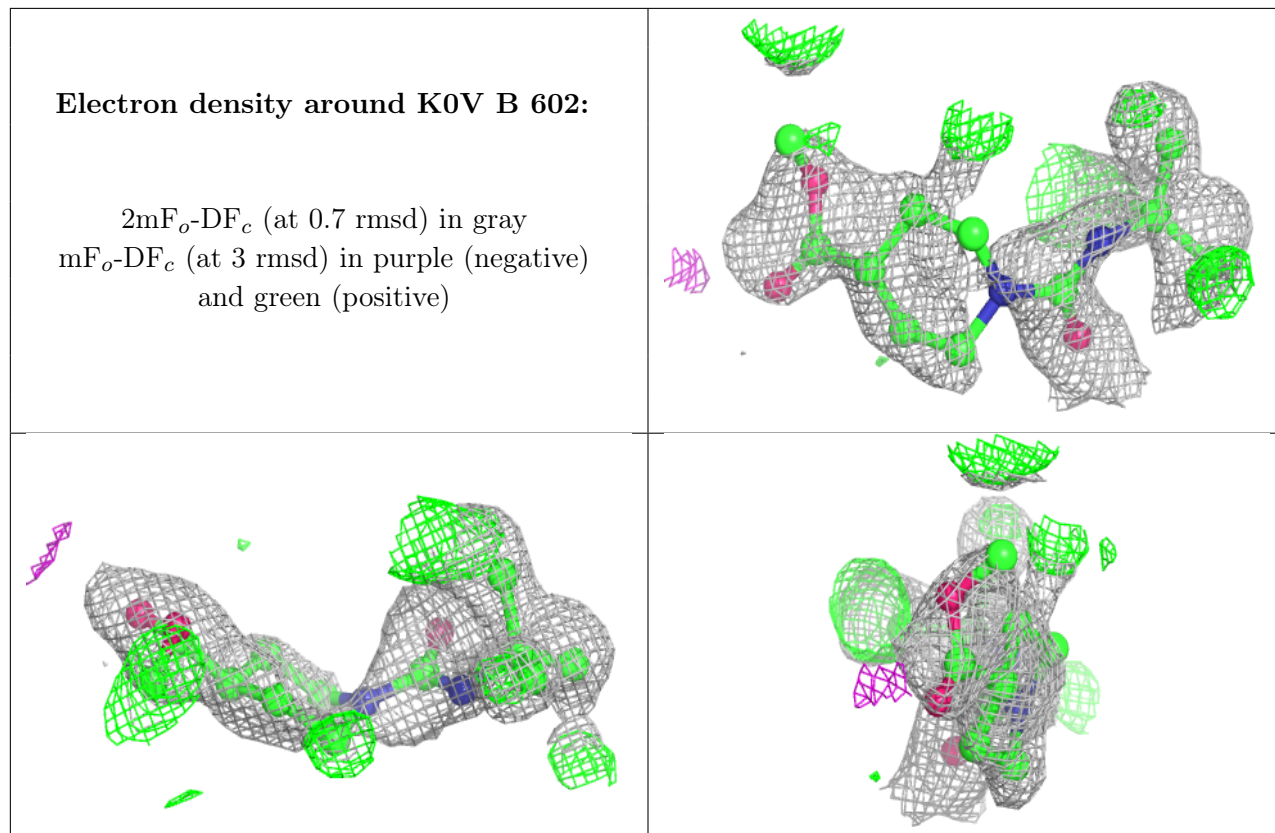 Electron density around K0V B 602:
2mFo-DFc (at 0.7 rmsd) in gray
mFo-DFc (at 3 rmsd) in purple (negative)
and green (positive)